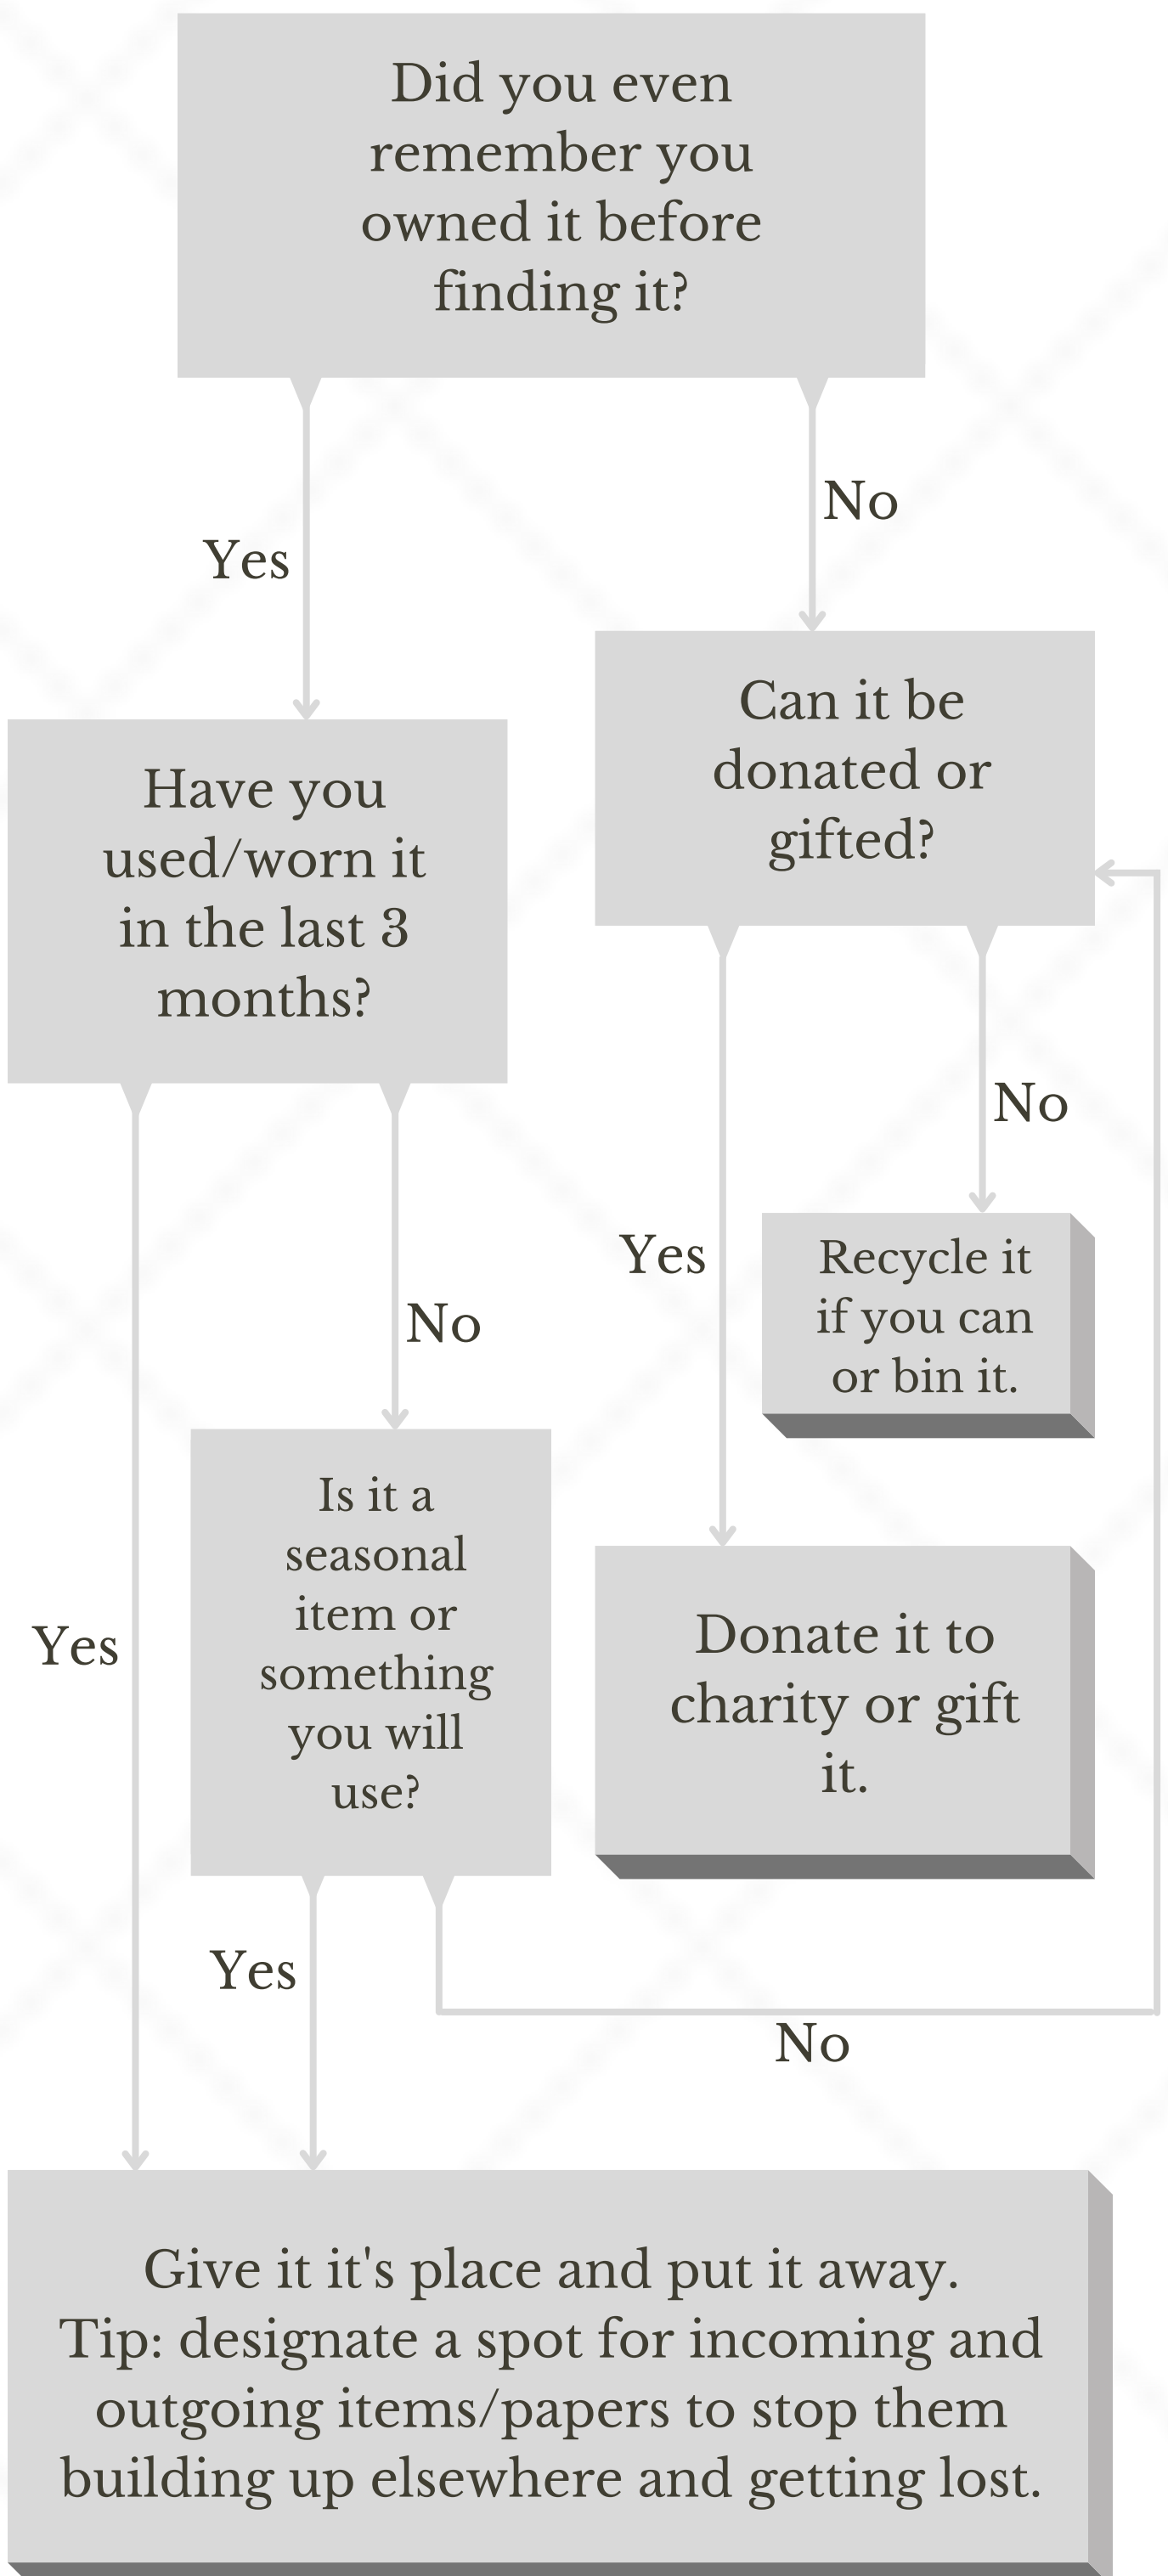 Did you even
remember you
owned it before
finding it?
No
Yes
Can it be
donated or
gifted?
Have you
used/worn it
in the last 3
months?
No
Yes
Recycle it
if you can
or bin it.
No
Is it a
seasonal
item or
something
you will
use?
Yes
Donate it to
charity or gift
it.
Yes
No
Give it it's place and put it away.
Tip: designate a spot for incoming and
outgoing items/papers to stop them
building up elsewhere and getting lost.